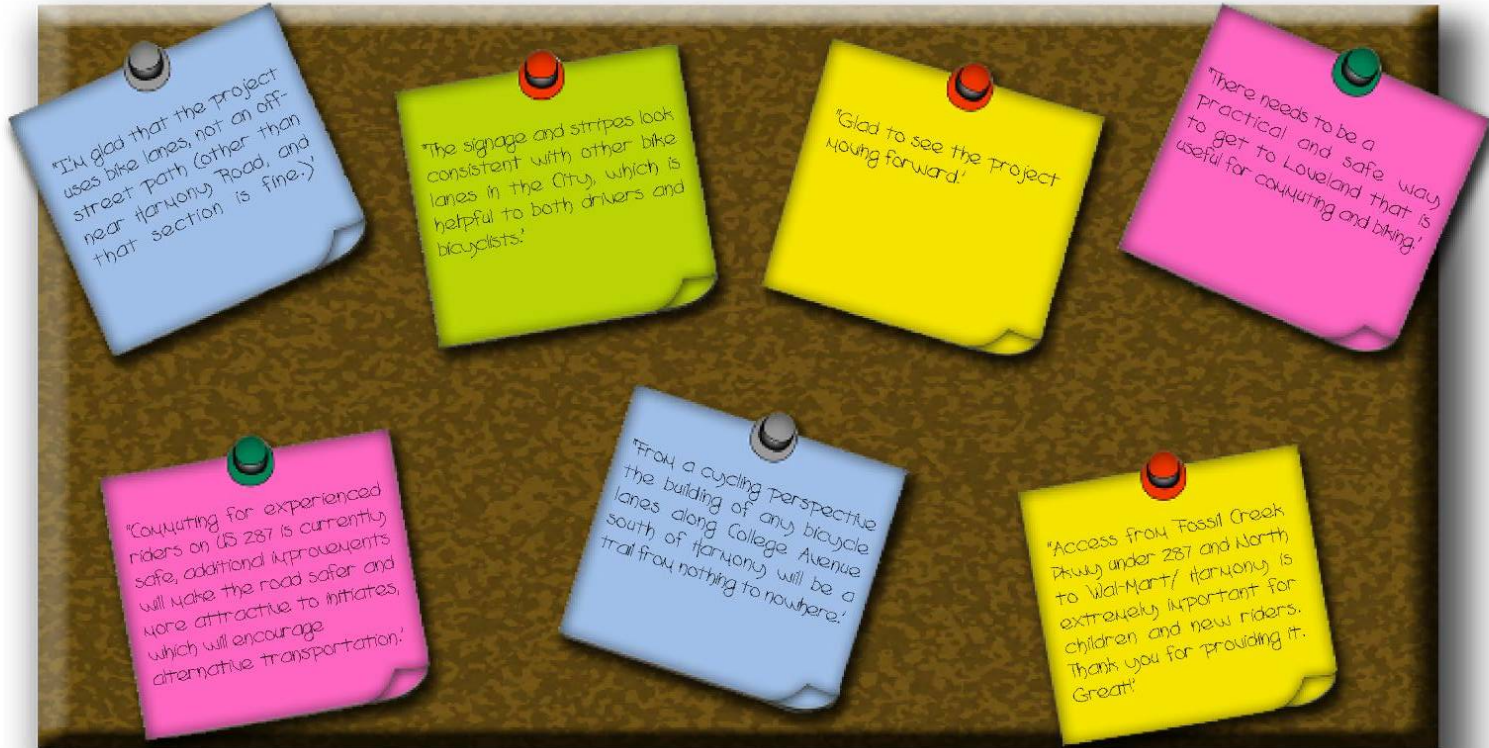 "I'm glad that the project
uses bike lanes, not an off-
street path (other than
near Harmony Road, and
that section is fine.)"
"The signage and stripes look
consistent with other bike
lanes in the City, which is
helpful to both drivers and
bicyclists."
"Glad to see the project
moving forward."
"There needs to be a
practical and safe way
to get to Loveland that is
useful for commuting and biking."
"Commuting for experienced
riders on US 287 is currently
safe, additional improvements
will make the road safer and
more attractive to initiates,
which will encourage
alternative transportation."
"From a cycling perspective
the building of any bicycle
lanes along College Avenue
south of Harmony will be a
trail from nothing to nowhere."
"Access from Fossil Creek
Pkwy under 287 and North
to Wal-Mart/ Harmony is
extremely important for
children and new riders.
Thank you for providing it.
Great!"